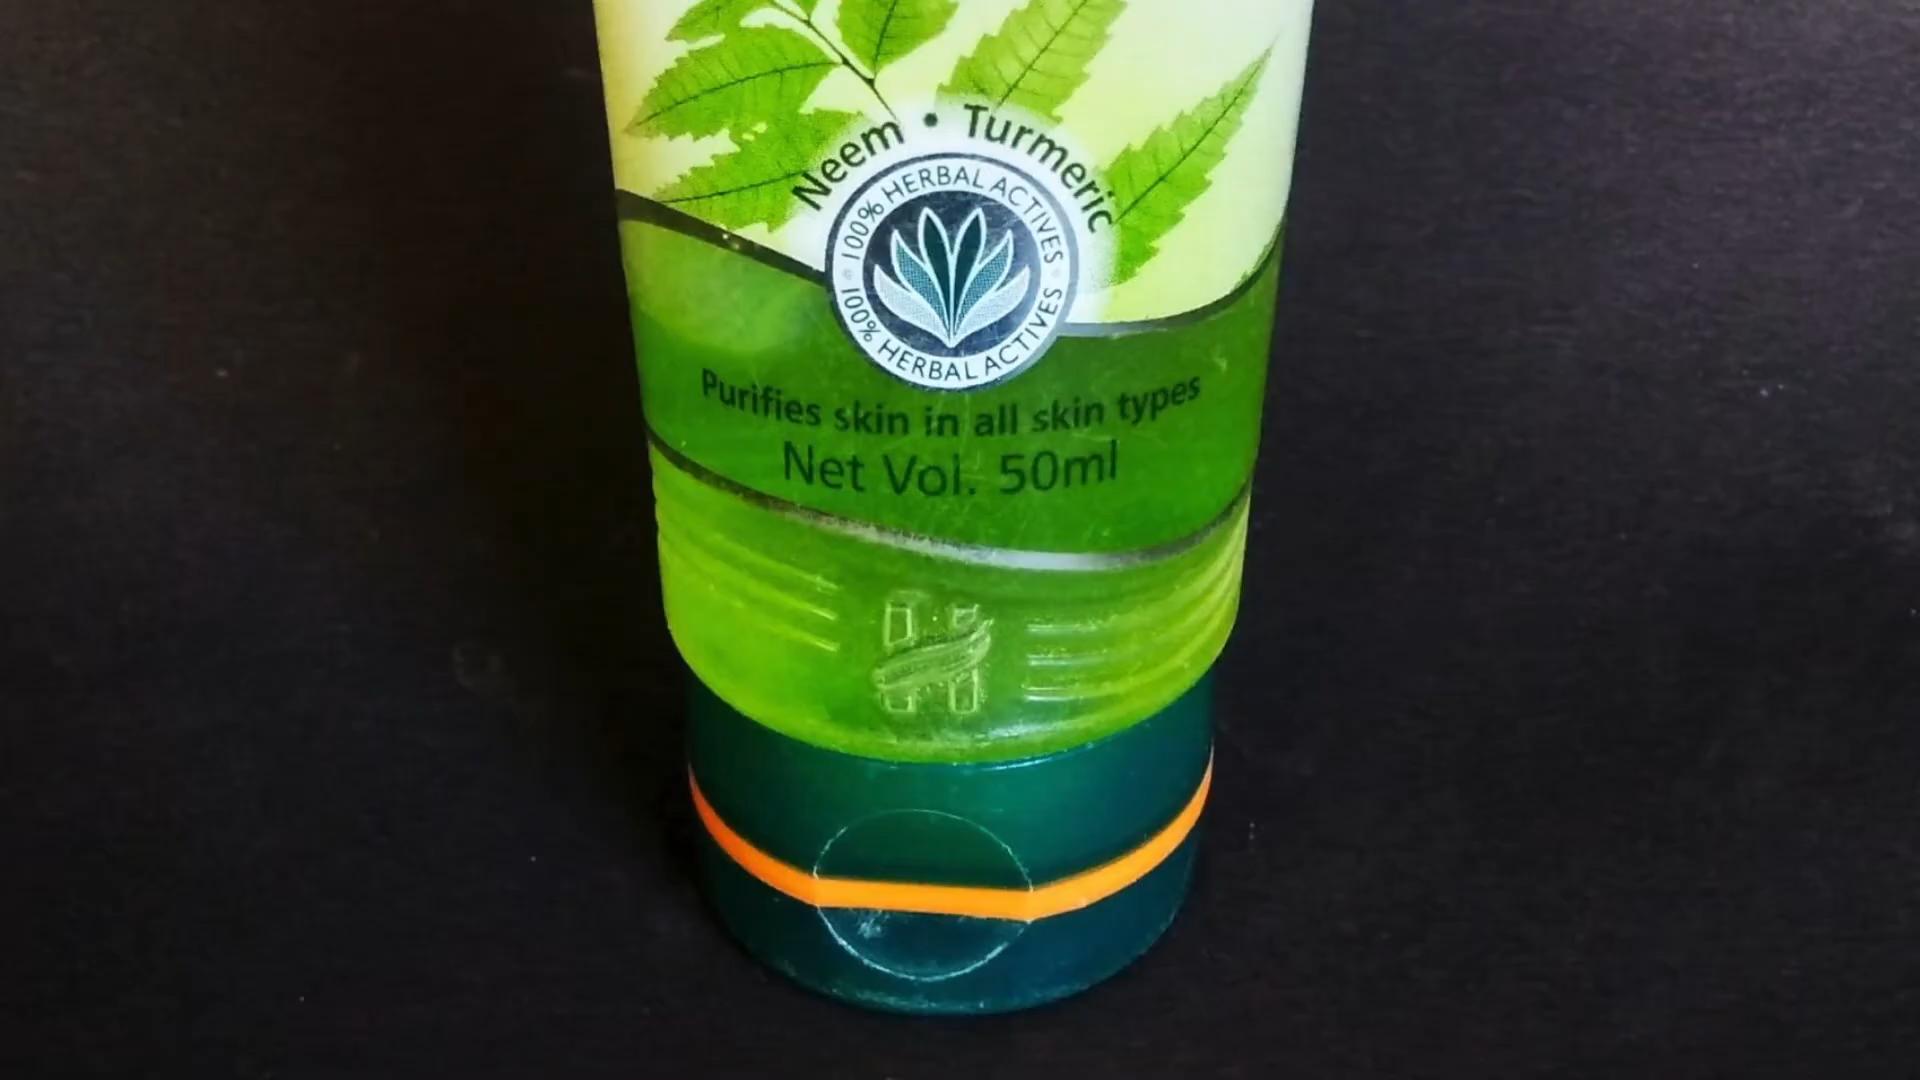 Neem • Turmeric
100% HERBAL ACTIVES
100% HERBAL ACTIVES
Purifies skin in all skin types
Net Vol. 50ml
H